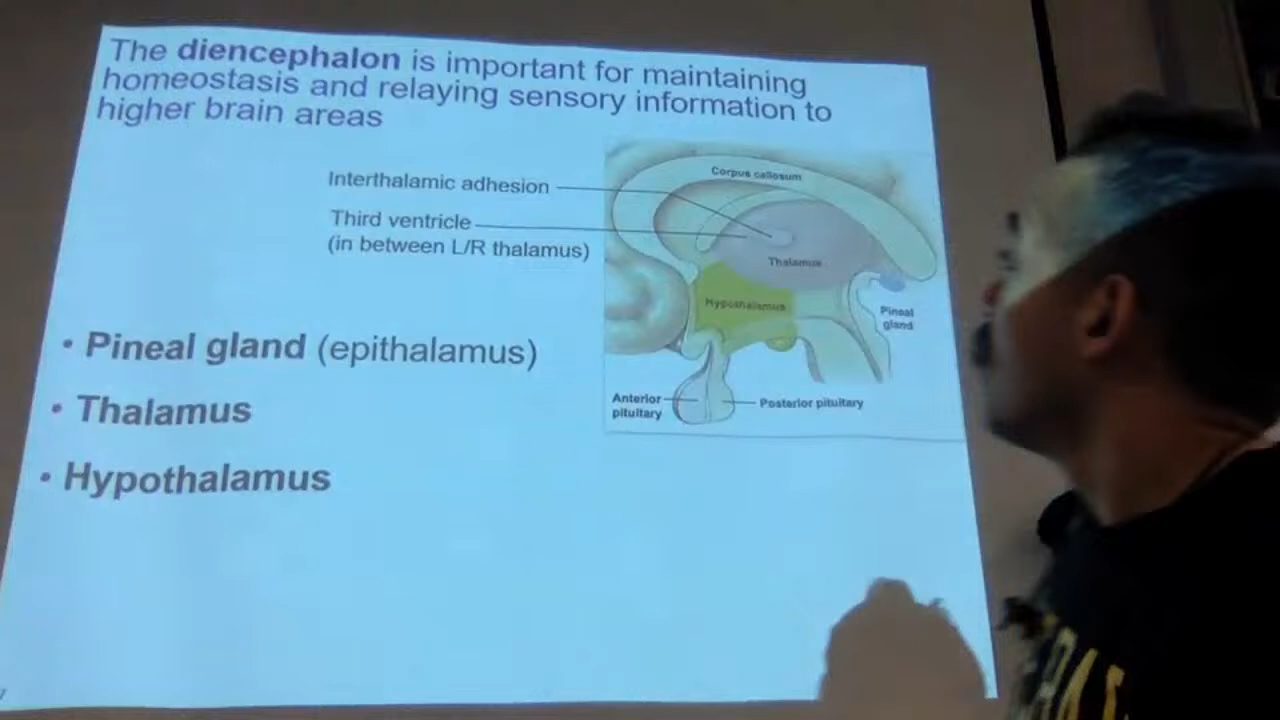 The diencephalon is important for maintaining
homeostasis and relaying sensory information to
higher brain areas
Interthalamic adhesion
Third ventricle
(in between L/R thalamus)
Corpus callosum
Thalamus
Hypothalamus
Pineal
gland
Anterior
pituitary
Posterior pituitary
• Pineal gland (epithalamus)
• Thalamus
• Hypothalamus